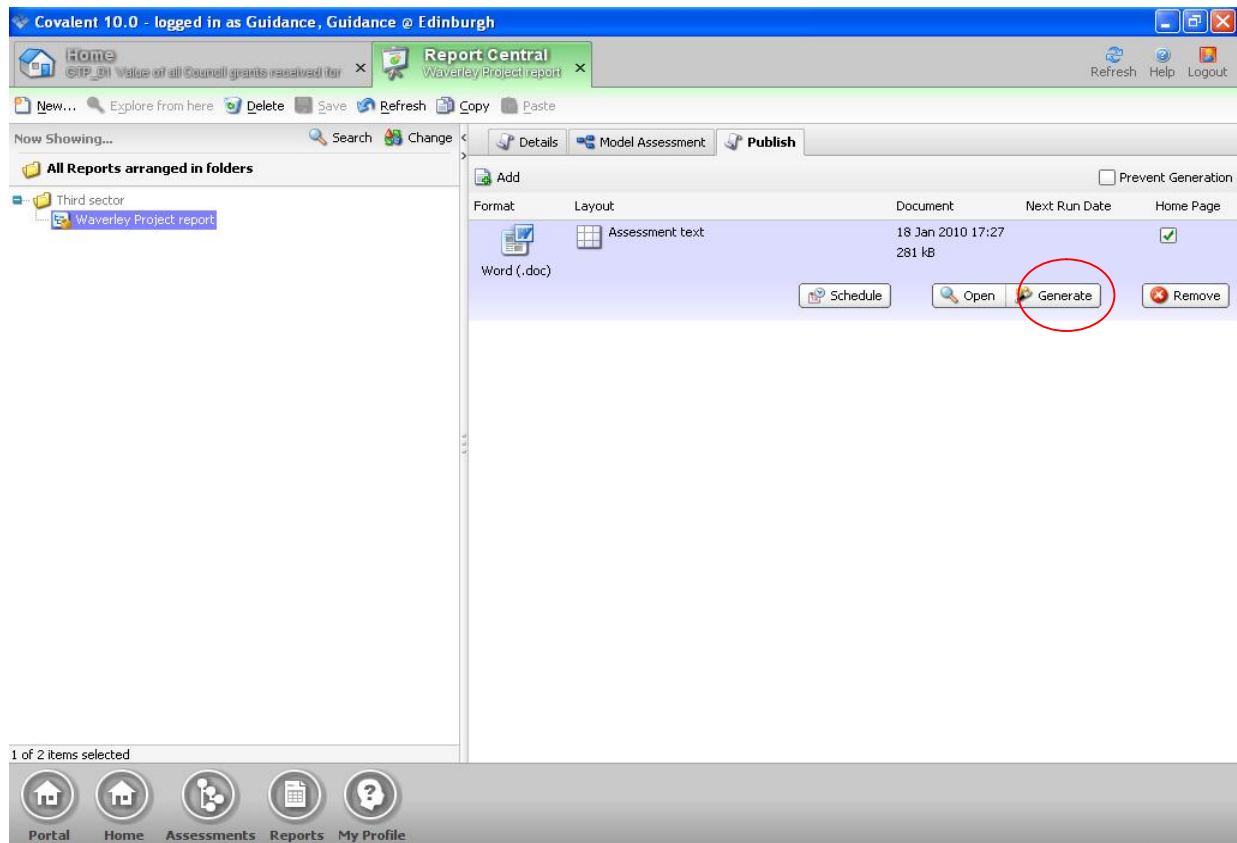 Covalent 10.0 - logged in as Guidance, Guidance @ Edinburgh
Home
Value of all Council grants received for
Report Central
Waverley Project report
Refresh Help Logout
New... Explore from here Delete Save Refresh Copy Paste
Now Showing... Search Change
All Reports arranged in folders
Third sector
Waverley Project report
1 of 2 items selected
Details Model Assessment Publish
Add Prevent Generation
Format Layout Document Next Run Date Home Page
Word (.doc) Assessment text 18 Jan 2010 17:27
281 kB
Schedule Open Generate Remove
Portal Home Assessments Reports My Profile